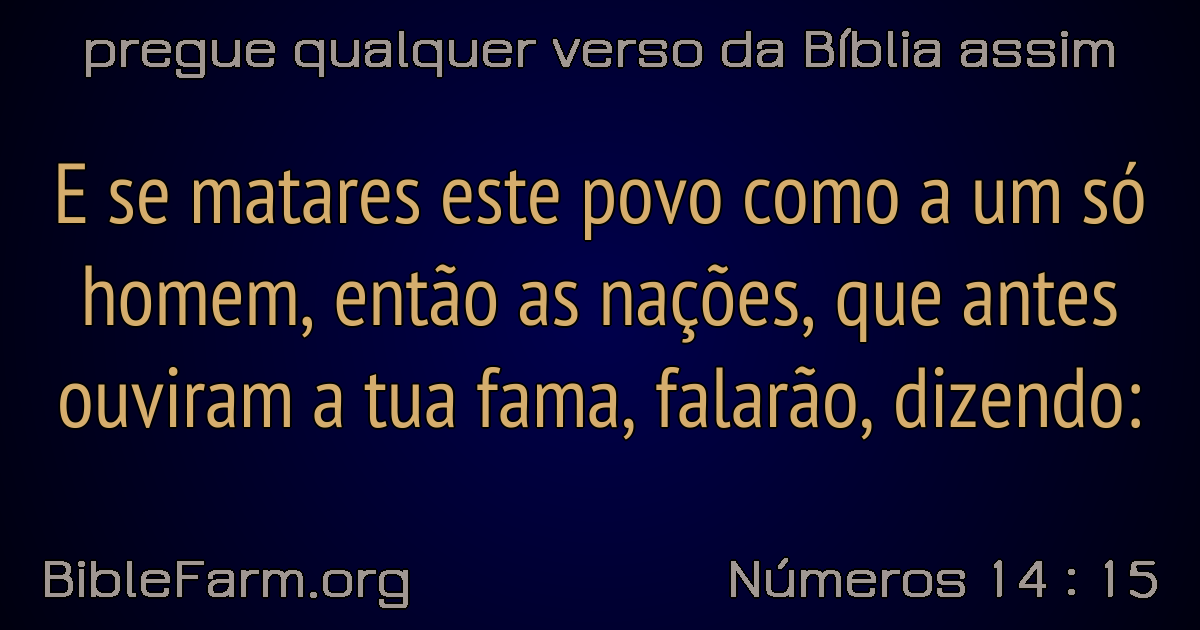 pregue qualquer verso da Bíblia assim
E se matares este povo como a um só
homem, então as nações, que antes
ouviram a tua fama, falarão, dizendo:
BibleFarm.org
Números 14 : 15